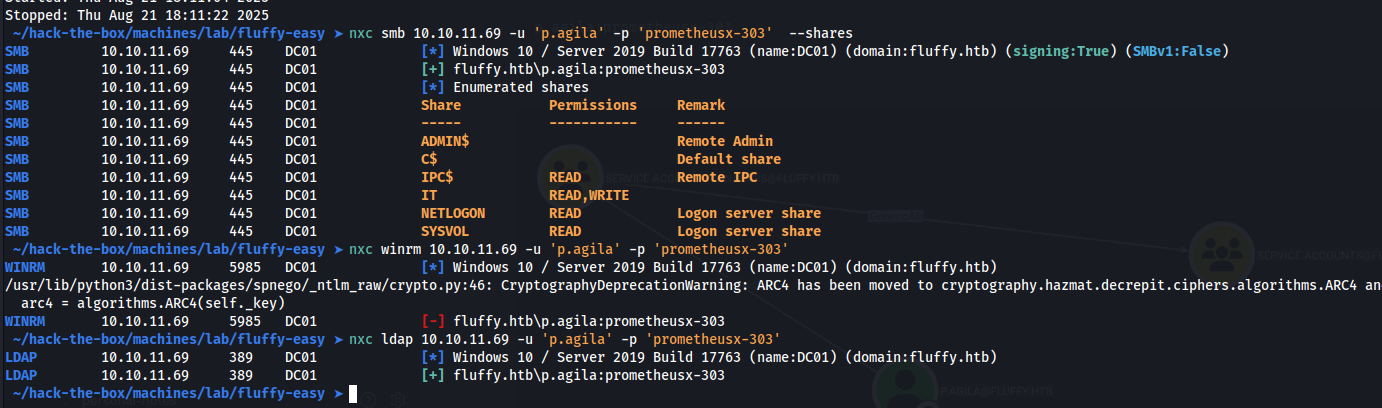 Stopped: Thu Aug 21 18:11:22 2025
~/hack-the-box/machines/lab/fluffy-easy ➤ nxc smb 10.10.11.69 -u 'p.agila' -p 'prometheusx-303'  --shares
SMB 10.10.11.69 445 DC01 [*] Windows 10 / Server 2019 Build 17763 (name:DC01) (domain:fluffy.htb) (signing:True) (SMBv1:False)
SMB 10.10.11.69 445 DC01 [+] fluffy.htb\p.agila:prometheusx-303
SMB 10.10.11.69 445 DC01 [*] Enumerated shares
SMB 10.10.11.69 445 DC01 Share Permissions Remark
SMB 10.10.11.69 445 DC01 ----- ----------- ------
SMB 10.10.11.69 445 DC01 ADMIN$ Remote Admin
SMB 10.10.11.69 445 DC01 C$ Default share
SMB 10.10.11.69 445 DC01 IPC$ READ Remote IPC
SMB 10.10.11.69 445 DC01 IT READ,WRITE
SMB 10.10.11.69 445 DC01 NETLOGON READ Logon server share
SMB 10.10.11.69 445 DC01 SYSVOL READ Logon server share
~/hack-the-box/machines/lab/fluffy-easy ➤ nxc winrm 10.10.11.69 -u 'p.agila' -p 'prometheusx-303'
WINRM 10.10.11.69 5985 DC01 [*] Windows 10 / Server 2019 Build 17763 (name:DC01) (domain:fluffy.htb)
/usr/lib/python3/dist-packages/spnego/_ntlm_raw/crypto.py:46: CryptographyDeprecationWarning: ARC4 has been moved to cryptography.hazmat.decrepit.ciphers.algorithms.ARC4 an
arc4 = algorithms.ARC4(self._key)
WINRM 10.10.11.69 5985 DC01 [-] fluffy.htb\p.agila:prometheusx-303
~/hack-the-box/machines/lab/fluffy-easy ➤ nxc ldap 10.10.11.69 -u 'p.agila' -p 'prometheusx-303'
LDAP 10.10.11.69 389 DC01 [*] Windows 10 / Server 2019 Build 17763 (name:DC01) (domain:fluffy.htb)
LDAP 10.10.11.69 389 DC01 [+] fluffy.htb\p.agila:prometheusx-303
~/hack-the-box/machines/lab/fluffy-easy ➤